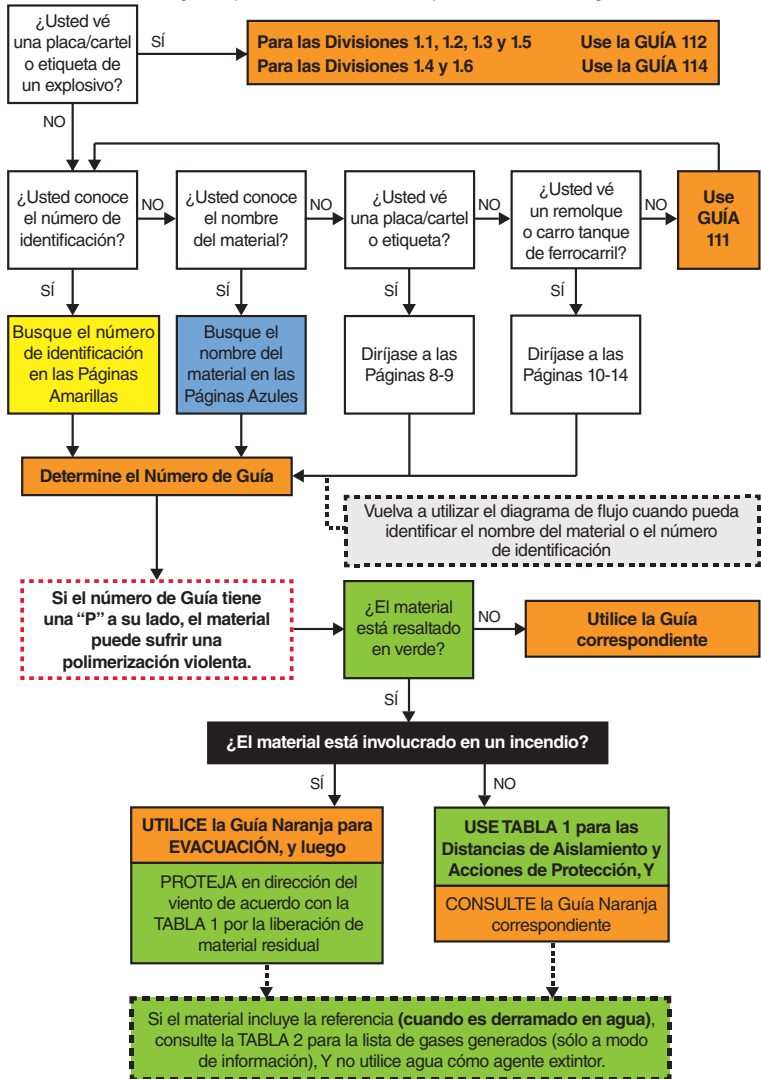 ¿Usted vé
una placa/cartel
o etiqueta de
un explosivo?
SÍ
Para las Divisiones 1.1, 1.2, 1.3 y 1.5 Use la GUÍA 112
Para las Divisiones 1.4 y 1.6 Use la GUÍA 114
NO
¿Usted conoce
el número de
identificación?
NO
¿Usted conoce
el nombre
del material?
NO
¿Usted vé
una placa/cartel
o etiqueta?
NO
¿Usted vé
un remolque
o carro tanque
de ferrocarril?
NO
Use
GUÍA
111
SÍ
SÍ
SÍ
SÍ
Busque el número
de identificación
en las Páginas
Amarillas
Busque el
nombre del
material en las
Páginas Azules
Diríjase a las
Páginas 8-9
Diríjase a las
Páginas 10-14
Determine el Número de Guía
Vuelva a utilizar el diagrama de flujo cuando pueda
identificar el nombre del material o el número
de identificación
Si el número de Guía tiene
una “P” a su lado, el material
puede sufrir una
polimerización violenta.
¿El material
está resaltado
en verde?
NO
Utilice la Guía
correspondiente
SÍ
¿El material está involucrado en un incendio?
SÍ
NO
UTILICE la Guía Naranja para
EVACUACIÓN, y luego
PROTEJA en dirección del
viento de acuerdo con la
TABLA 1 por la liberación de
material residual
USE TABLA 1 para las
Distancias de Aislamiento y
Acciones de Protección, Y
CONSULTE la Guía Naranja
correspondiente
Si el material incluye la referencia (cuando es derramado en agua),
consulte la TABLA 2 para la lista de gases generados (sólo a modo
de información), Y no utilice agua cómo agente extintor.